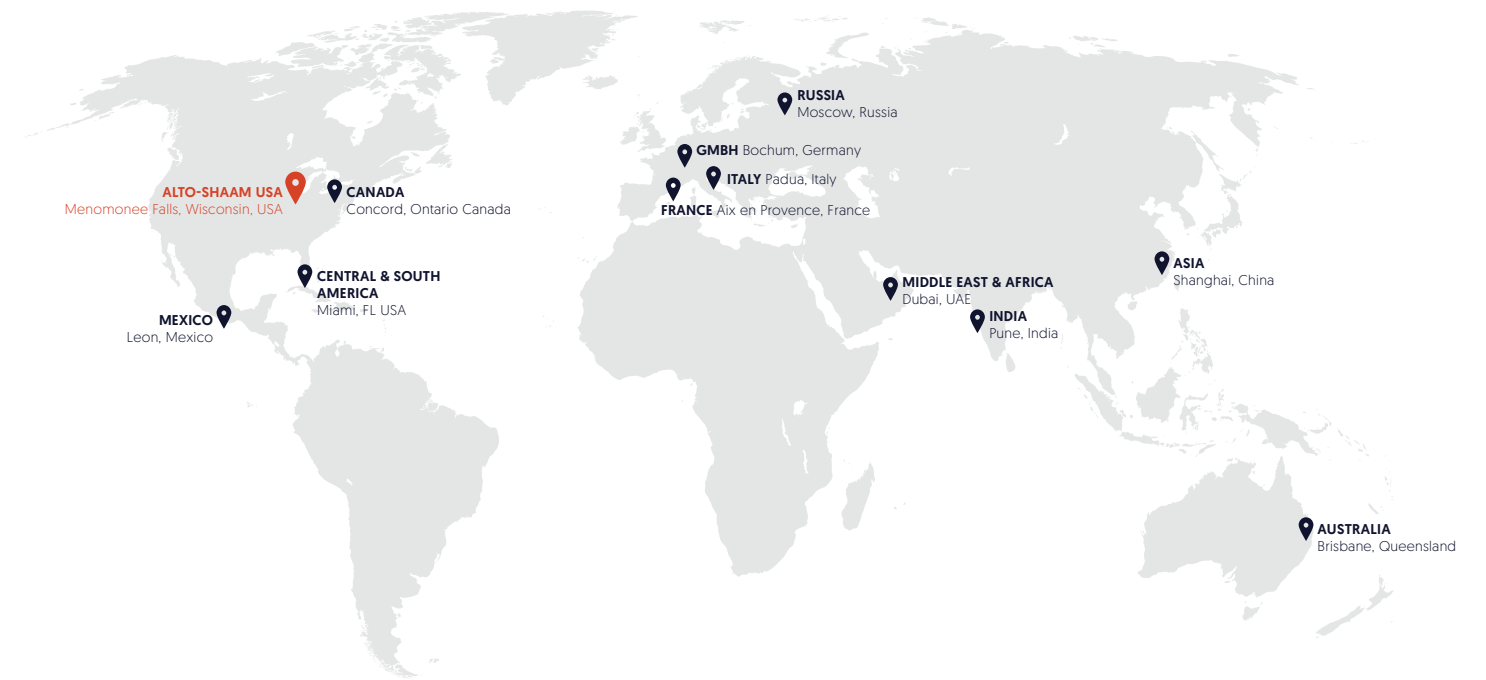 RUSSIA
Moscow, Russia
GMBH Bochum, Germany
ITALY Padua, Italy
ALTO-SHAAM USA
Menomonee Falls, Wisconsin, USA
CANADA
Concord, Ontario Canada
FRANCE Aix en Provence, France
ASIA
Shanghai, China
CENTRAL & SOUTH
AMERICA
Miami, FL USA
MIDDLE EAST & AFRICA
Dubai, UAE
MEXICO
Leon, Mexico
INDIA
Pune, India
AUSTRALIA
Brisbane, Queensland